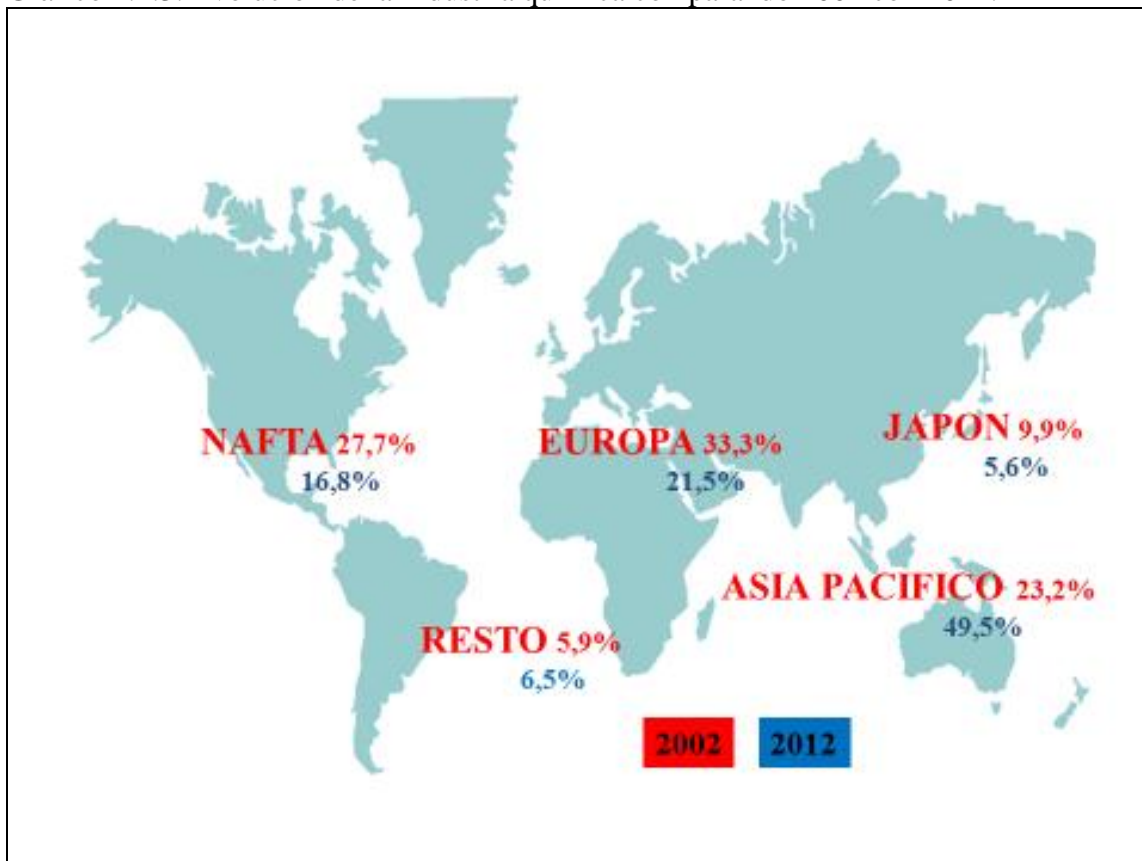 NAFTA 27,7%
16,8%
EUROPA 33,3%
21,5%
JAPON 9,9%
5,6%
ASIA PACIFICO 23,2%
49,5%
RESTO 5,9%
6,5%
2002 2012